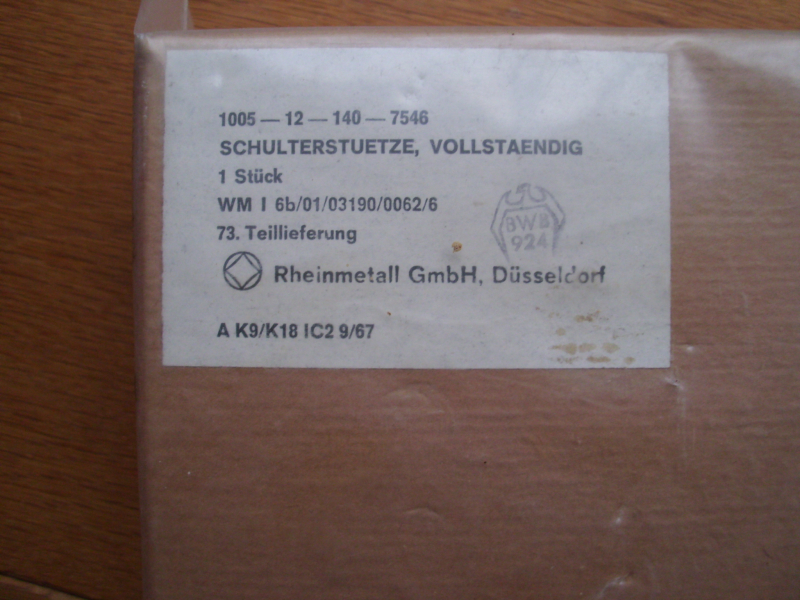 1005 — 12 — 140 — 7546
SCHULTERSTUETZE, VOLLSTAENDIG
1 Stück
WM I 6b/01/03190/0062/6
73. Teillieferung
BWB
924
Rheinmetall GmbH, Düsseldorf
A K9/K18 IC2 9/67